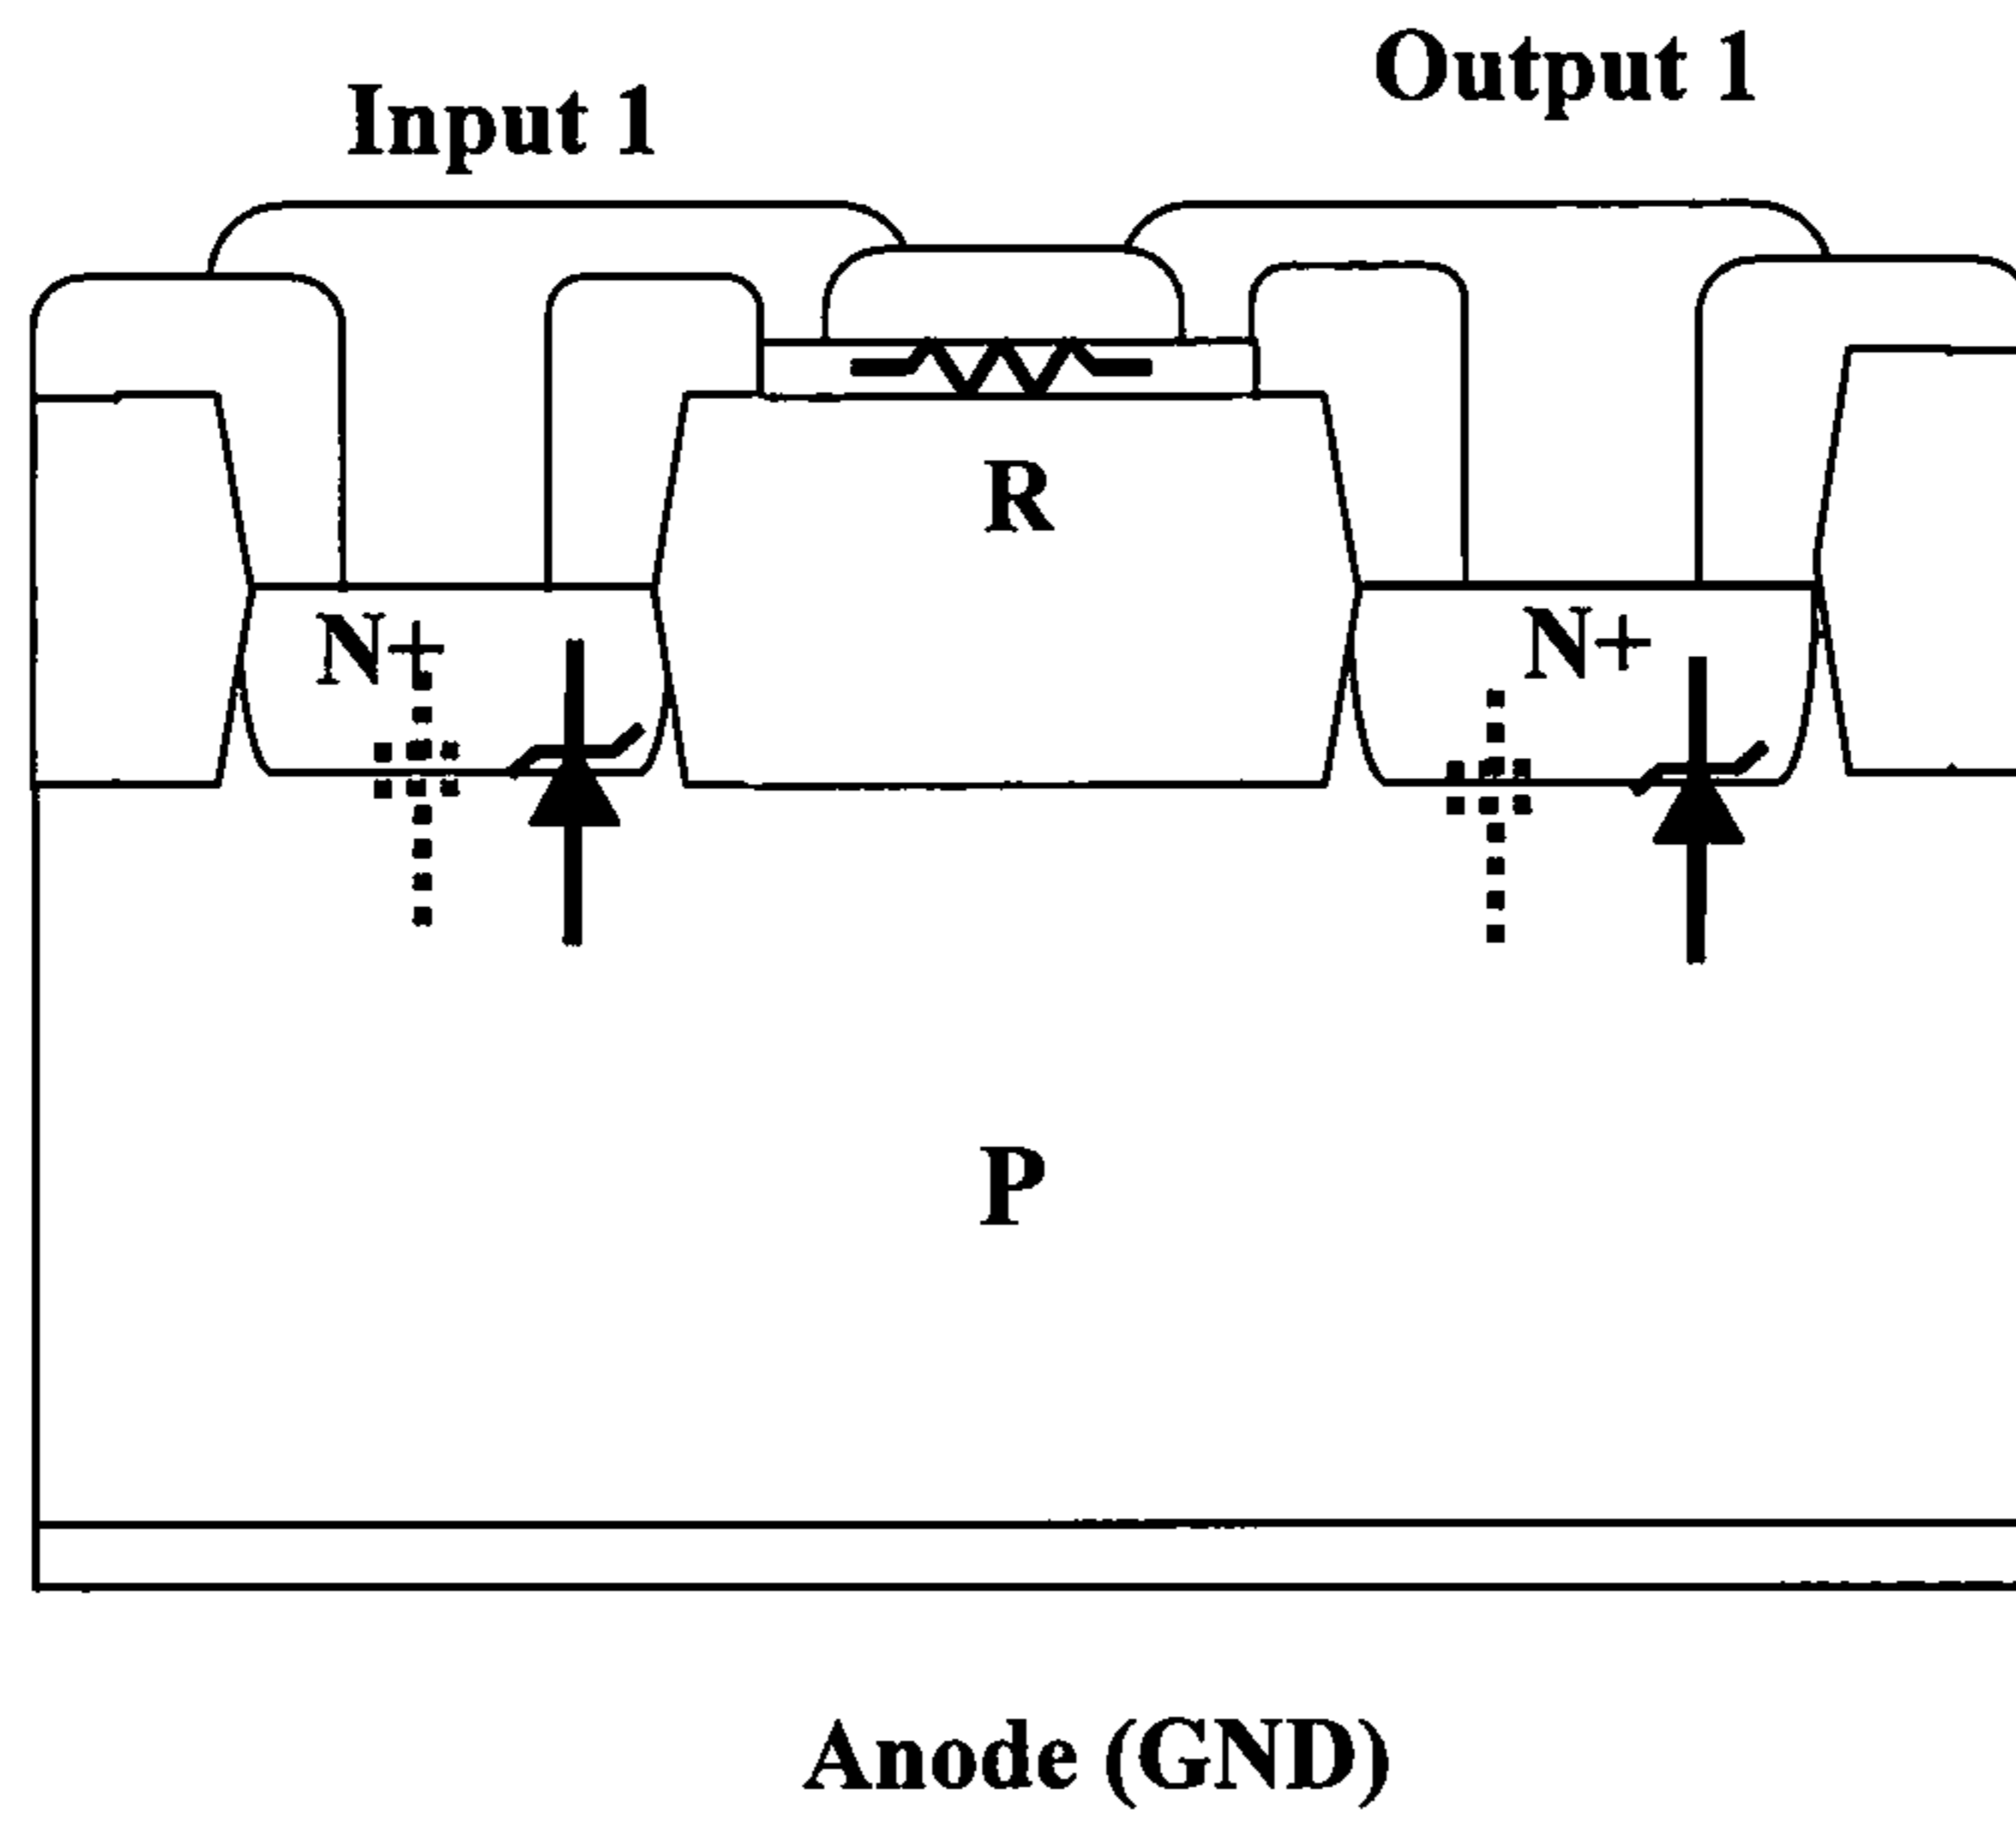 Input 1
Output 1
R
N+
N+
P
Anode (GND)